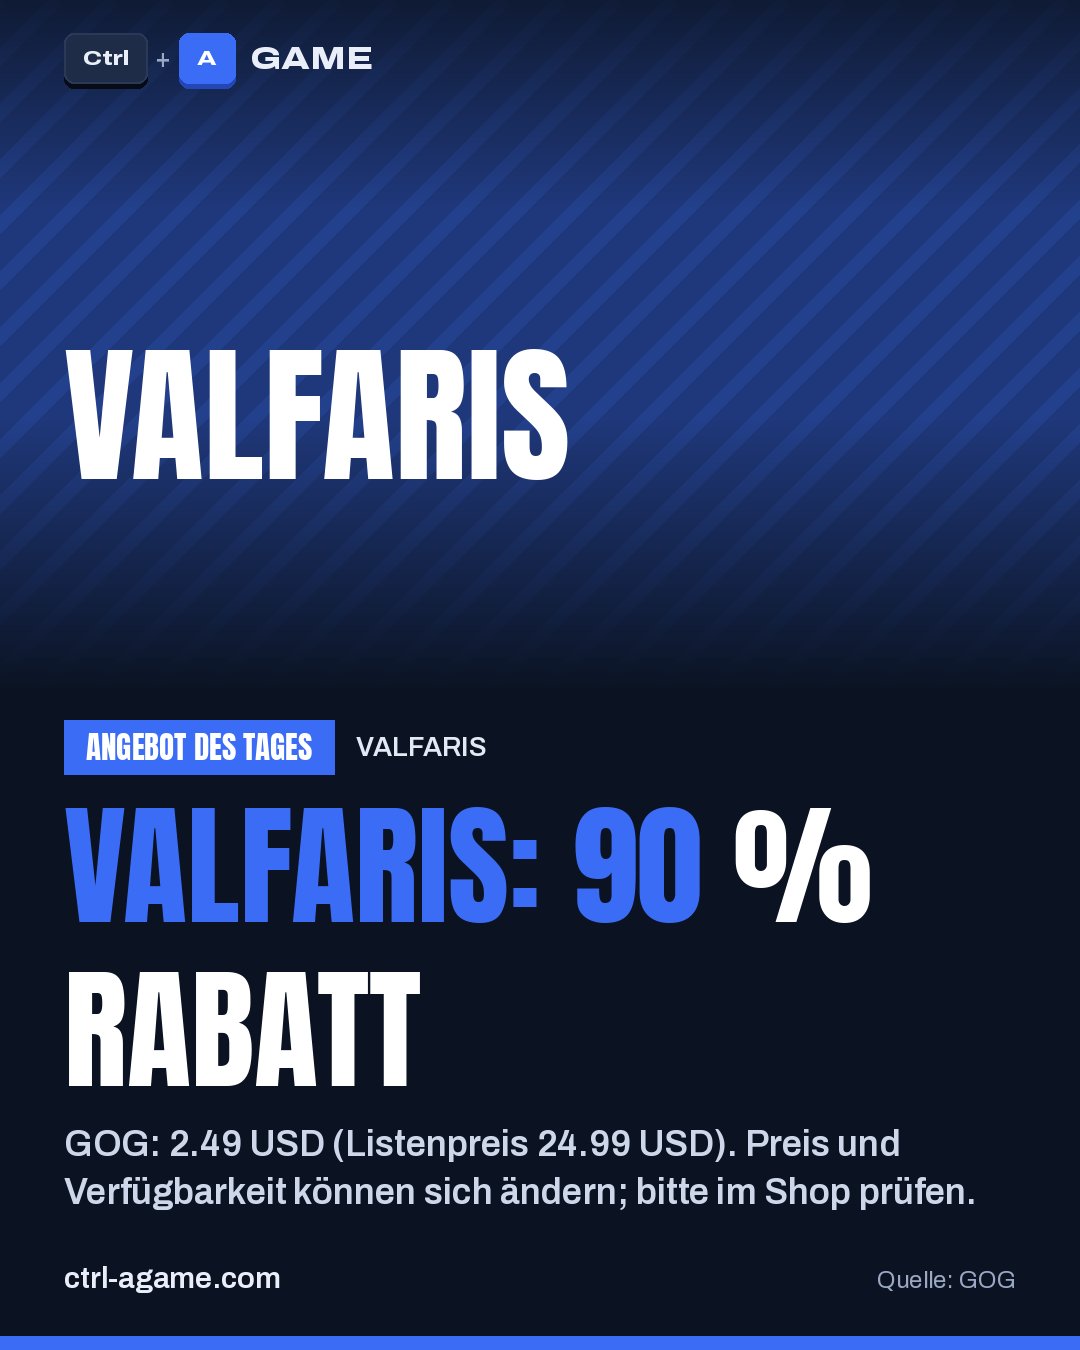 Ctrl + A GAME
VALFARIS
ANGEBOT DES TAGES VALFARIS
VALFARIS: 90 %
RABATT
GOG: 2.49 USD (Listenpreis 24.99 USD). Preis und
Verfügbarkeit können sich ändern; bitte im Shop prüfen.
ctrl-agame.com Quelle: GOG